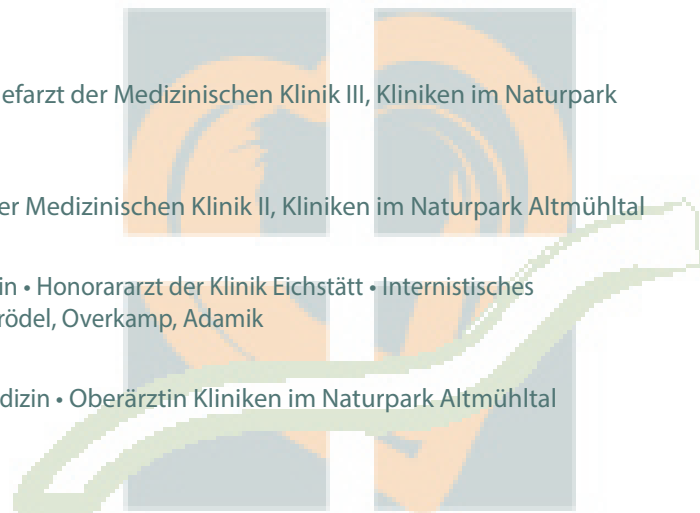 efarzt der Medizinischen Klinik III, Kliniken im Naturpark
er Medizinischen Klinik II, Kliniken im Naturpark Altmühltal
in • Honorararzt der Klinik Eichstätt • Internistisches
rödel, Overkamp, Adamik
dizin • Oberärztin Kliniken im Naturpark Altmühltal